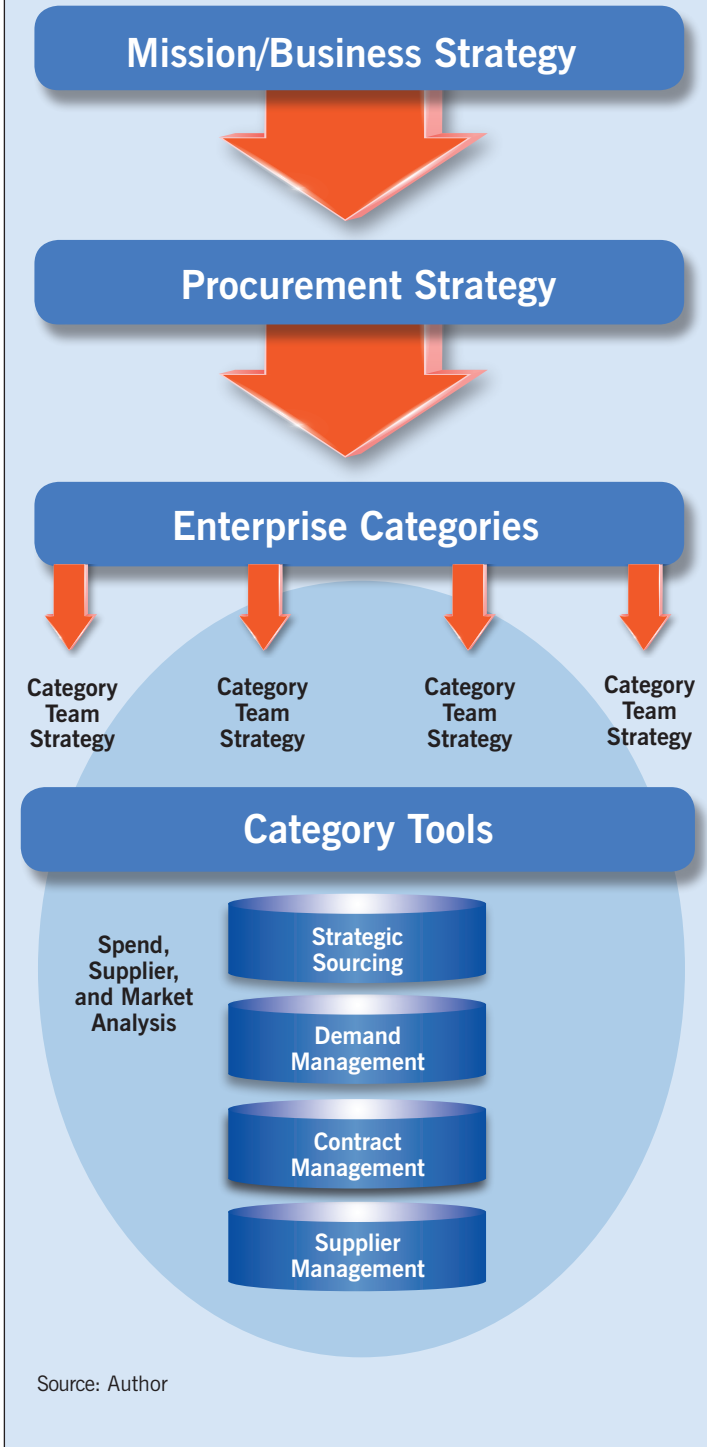 Mission/Business Strategy
Procurement Strategy
Enterprise Categories
Category
Team
Strategy
Category
Team
Strategy
Category
Team
Strategy
Category
Team
Strategy
Category Tools
Spend,
Supplier,
and Market
Analysis
Strategic
Sourcing
Demand
Management
Contract
Management
Supplier
Management
Source: Author